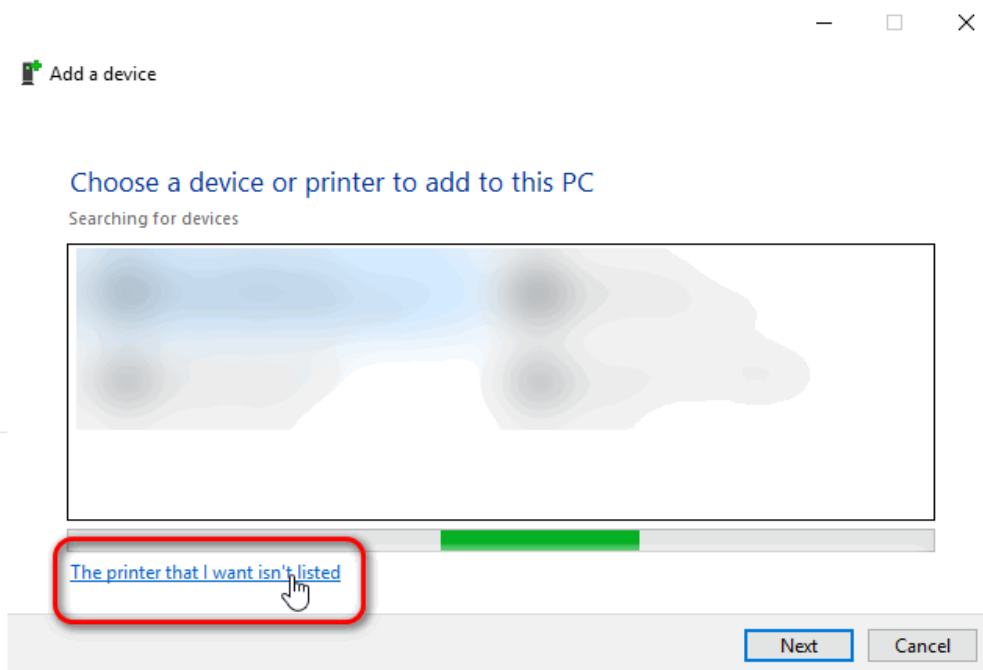 Add a device
Choose a device or printer to add to this PC
Searching for devices
The printer that I want isn't listed
Next
Cancel